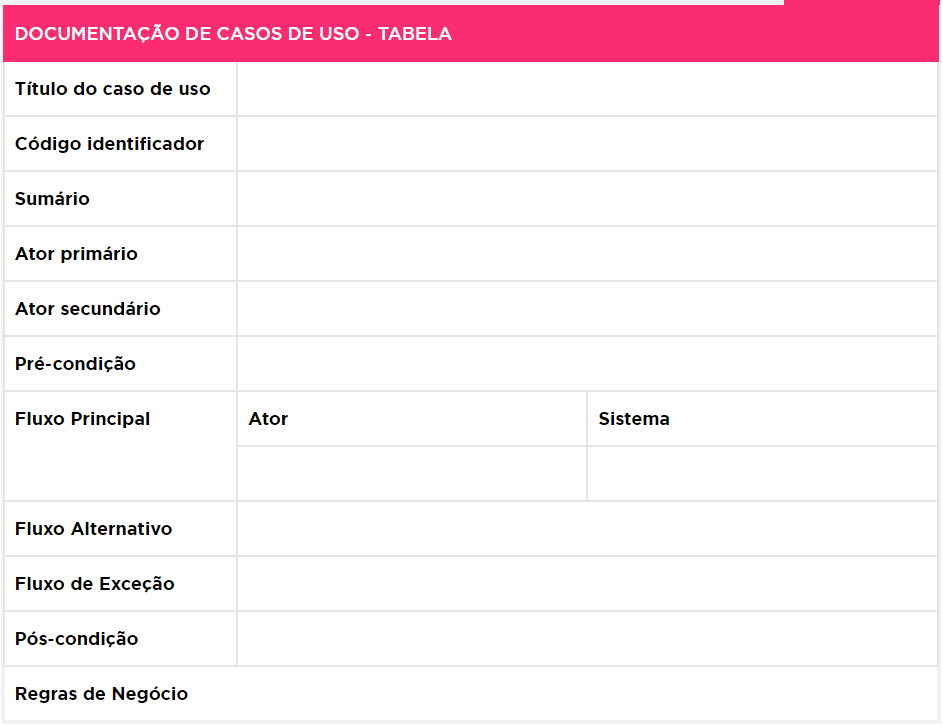 DOCUMENTAÇÃO DE CASOS DE USO - TABELA
Título do caso de uso
Código identificador
Sumário
Ator primário
Ator secundário
Pré-condição
Fluxo Principal
Ator
Sistema
Fluxo Alternativo
Fluxo de Exceção
Pós-condição
Regras de Negócio